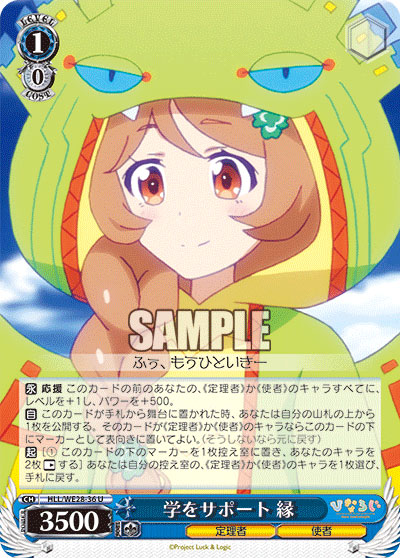 LEVEL
1
0
COST
SAMPLE
ふぅ、もうひといきー
永 応援 このカードの前のあなたの、《定理者》か《使者》のキャラすべてに、
レベルを+1し、パワーを+500。
自 このカードが手札から舞台に置かれた時、あなたは自分の山札の上から
1枚を公開する。そのカードが《定理者》か《使者》のキャラならこのカードの下
にマーカーとして表向きに置いてよい。（そうしないなら元に戻す）
起 [このカードの下のマーカーを1枚控え室に置き、あなたのキャラを
2枚する] あなたは自分の控え室の、《定理者》か《使者》のキャラを1枚選び、
手札に戻す。
CH HLL/WE28-36 U
3500
学をサポート 縁
ひなろじ
定理者 使者
©Project Luck & Logic